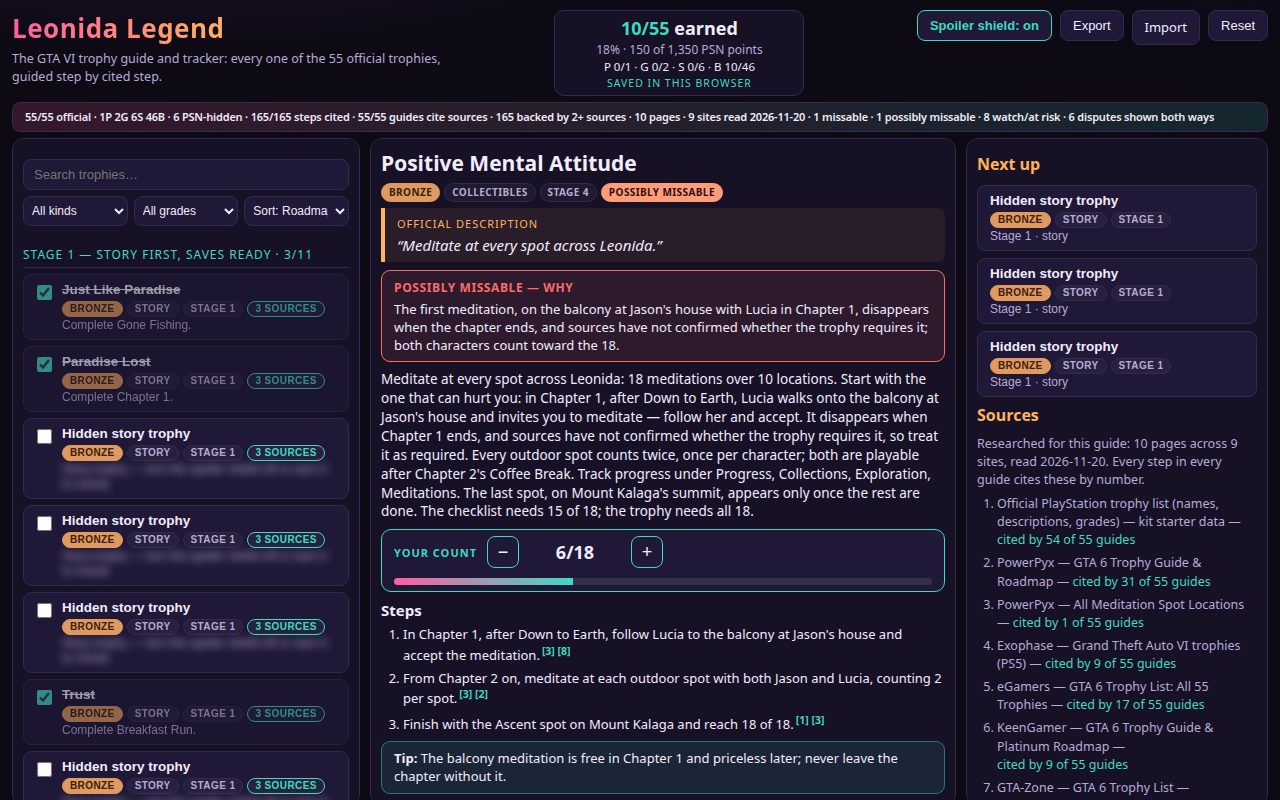 Leonida Legend
The GTA VI trophy guide and tracker: every one of the 55 official trophies,
guided step by cited step.
10/55 earned
18% · 150 of 1,350 PSN points
P 0/1 · G 0/2 · S 0/6 · B 10/46
SAVED IN THIS BROWSER
Spoiler shield: on
Export
Import
Reset
55/55 official · 1P 2G 6S 46B · 6 PSN-hidden · 165/165 steps cited · 55/55 guides cite sources · 165 backed by 2+ sources · 10 pages · 9 sites read 2026-11-20 · 1 missable · 1 possibly missable · 8 watch/at risk · 6 disputes shown both ways
Search trophies…
All kinds
All grades
Sort: Roadma
STAGE 1 — STORY FIRST, SAVES READY · 3/11
Just Like Paradise
BRONZE STORY STAGE 1 3 SOURCES
Complete Gone Fishing.
Paradise Lost
BRONZE STORY STAGE 1 3 SOURCES
Complete Chapter 1.
Hidden story trophy
BRONZE STORY STAGE 1 3 SOURCES
Hidden story trophy
BRONZE STORY STAGE 1 3 SOURCES
Hidden story trophy
BRONZE STORY STAGE 1 3 SOURCES
Trust
BRONZE STORY STAGE 1 3 SOURCES
Complete Breakfast Run.
Hidden story trophy
BRONZE STORY STAGE 1 3 SOURCES
Positive Mental Attitude
BRONZE COLLECTIBLES STAGE 4 POSSIBLY MISSABLE
OFFICIAL DESCRIPTION
“Meditate at every spot across Leonida.”
POSSIBLY MISSABLE — WHY
The first meditation, on the balcony at Jason's house with Lucia in Chapter 1, disappears
when the chapter ends, and sources have not confirmed whether the trophy requires it;
both characters count toward the 18.
Meditate at every spot across Leonida: 18 meditations over 10 locations. Start with the
one that can hurt you: in Chapter 1, after Down to Earth, Lucia walks onto the balcony at
Jason's house and invites you to meditate — follow her and accept. It disappears when
Chapter 1 ends, and sources have not confirmed whether the trophy requires it, so treat
it as required. Every outdoor spot counts twice, once per character; both are playable
after Chapter 2's Coffee Break. Track progress under Progress, Collections, Exploration,
Meditations. The last spot, on Mount Kalaga's summit, appears only once the rest are
done. The checklist needs 15 of 18; the trophy needs all 18.
YOUR COUNT − 6/18 +
Steps
1. In Chapter 1, after Down to Earth, follow Lucia to the balcony at Jason's house and
accept the meditation. [3] [8]
2. From Chapter 2 on, meditate at each outdoor spot with both Jason and Lucia, counting 2
per spot. [3] [2]
3. Finish with the Ascent spot on Mount Kalaga and reach 18 of 18. [1] [3]
Tip: The balcony meditation is free in Chapter 1 and priceless later; never leave the
chapter without it.
Next up
Hidden story trophy
BRONZE STORY STAGE 1
Stage 1 · story
Hidden story trophy
BRONZE STORY STAGE 1
Stage 1 · story
Hidden story trophy
BRONZE STORY STAGE 1
Stage 1 · story
Sources
Researched for this guide: 10 pages across 9
sites, read 2026-11-20. Every step in every
guide cites these by number.
1. Official PlayStation trophy list (names,
descriptions, grades) — kit starter data —
cited by 54 of 55 guides
2. PowerPyx — GTA 6 Trophy Guide &
Roadmap — cited by 31 of 55 guides
3. PowerPyx — All Meditation Spot Locations
— cited by 1 of 55 guides
4. Exophase — Grand Theft Auto VI trophies
(PS5) — cited by 9 of 55 guides
5. eGamers — GTA 6 Trophy List: All 55
Trophies — cited by 17 of 55 guides
6. KeenGamer — GTA 6 Trophy Guide &
Platinum Roadmap —
cited by 9 of 55 guides
7. GTA-Zone — GTA 6 Trophy List —